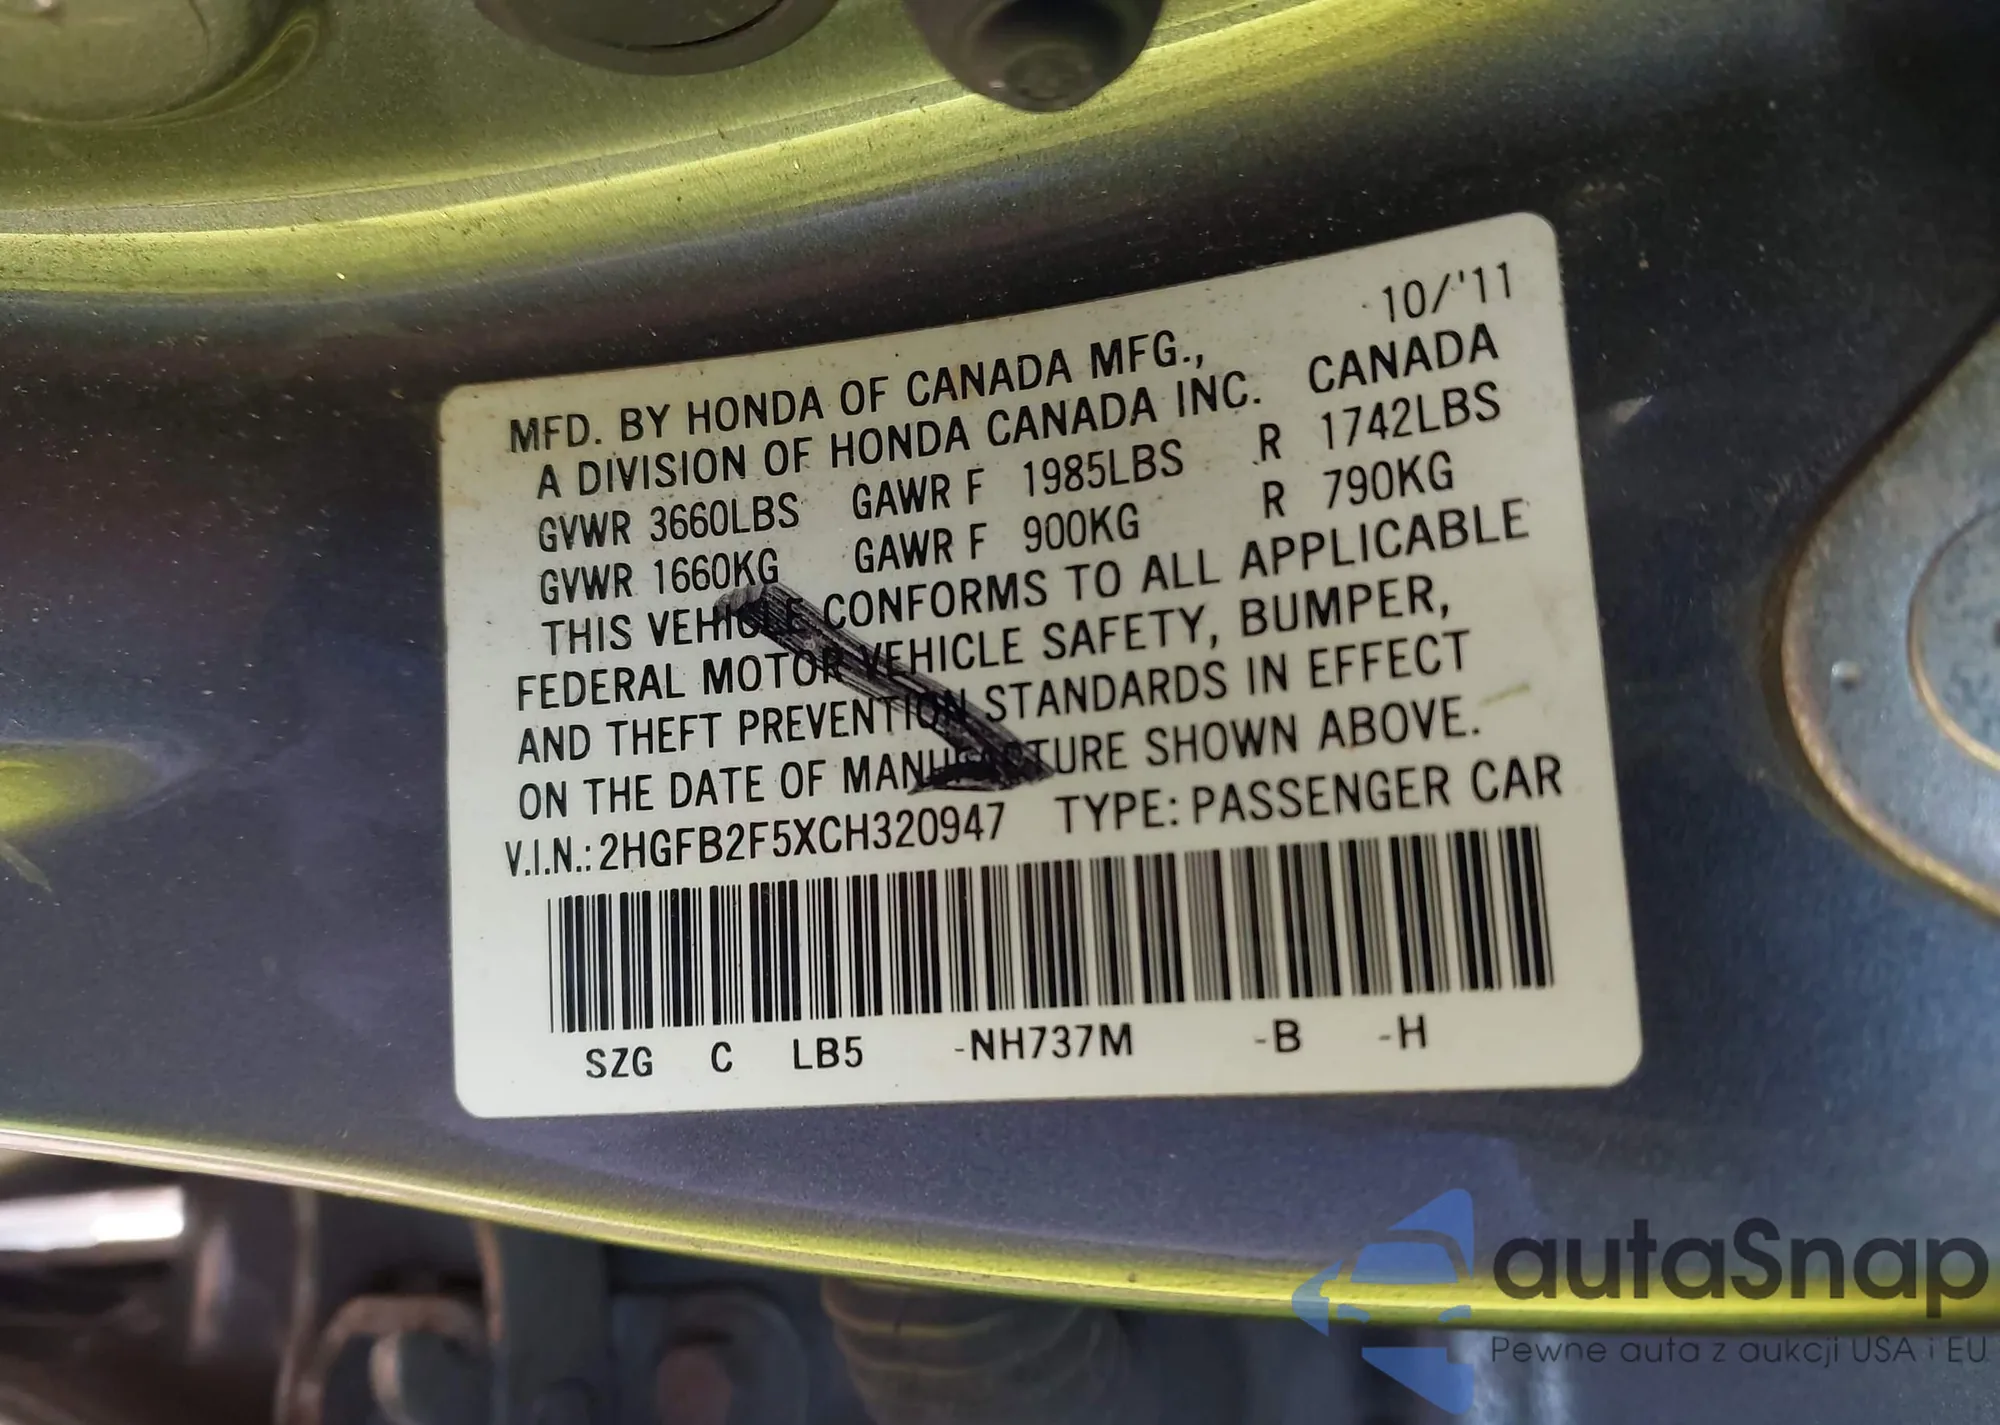 10/'11
MFD. BY HONDA OF CANADA MFG.,
A DIVISION OF HONDA CANADA INC. CANADA
GVWR 3660LBS GAWR F 1985LBS R 1742LBS
GVWR 1660KG GAWR F 900KG R 790KG
THIS VEHICLE CONFORMS TO ALL APPLICABLE
FEDERAL MOTOR VEHICLE SAFETY, BUMPER,
AND THEFT PREVENTION STANDARDS IN EFFECT
ON THE DATE OF MANUFACTURE SHOWN ABOVE.
V.I.N.: 2HGFB2F5XCH320947 TYPE: PASSENGER CAR
SZG C LB5 -NH737M -B -H
autaSnap
Pewne auta z aukcji USA i EU